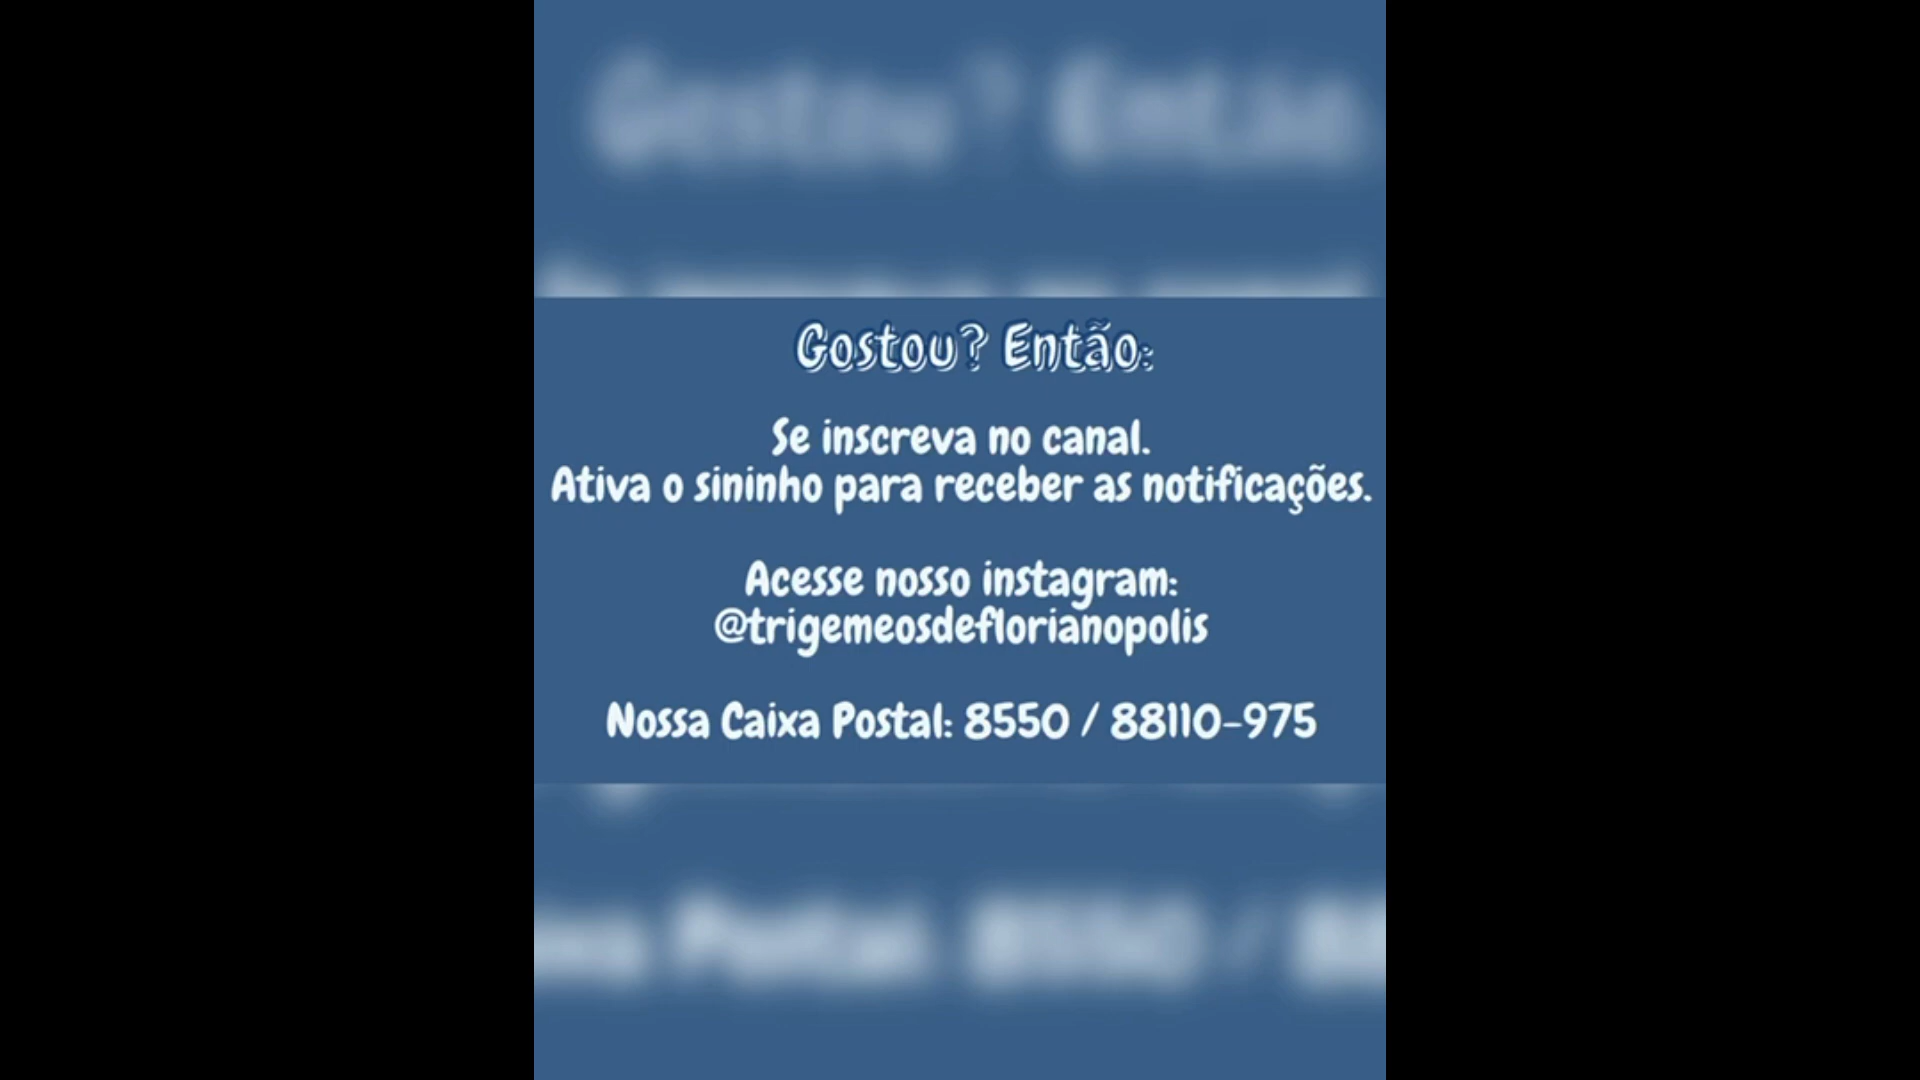 Gostou? Então:
Se inscreva no canal.
Ativa o sininho para receber as notificações.
Acesse nosso instagram:
@trigemeosdeflorianopolis
Nossa Caixa Postal: 8550 / 88110-975